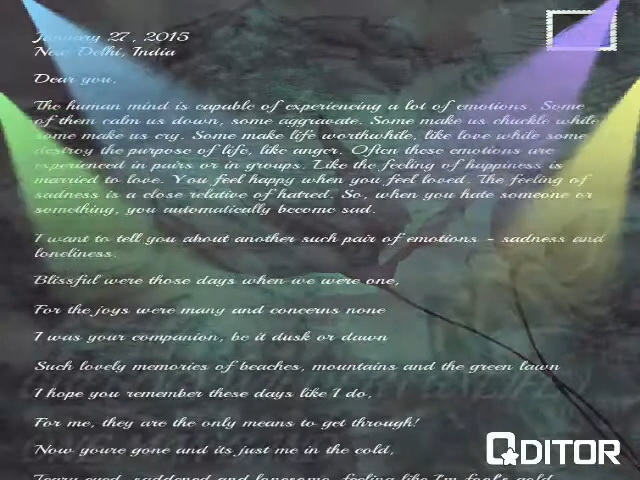 January 27, 2015
New Delhi, India
Dear you,
The human mind is capable of experiencing a lot of emotions. Some
of them calm us down, some aggravate. Some make us chuckle while
some make us cry. Some make life worthwhile, like love while some
destroy the purpose of life, like anger. Often these emotions are
experienced in pairs or in groups. Like the feeling of happiness is
married to love. You feel happy when you feel loved. The feeling of
sadness is a close relative of hatred. So, when you hate someone or
something, you automatically become sad.
I want to tell you about another such pair of emotions - sadness and
loneliness.
Blissful were those days when we were one,
For the joys were many and concerns none
I was your companion, be it dusk or dawn
Such lovely memories of beaches, mountains and the green lawn
I hope you remember these days like I do,
For me, they are the only means to get through!
Now youre gone and its just me in the cold,
Teary eyed, saddened and lonesome, feeling like I'm fool's gold
QDITOR